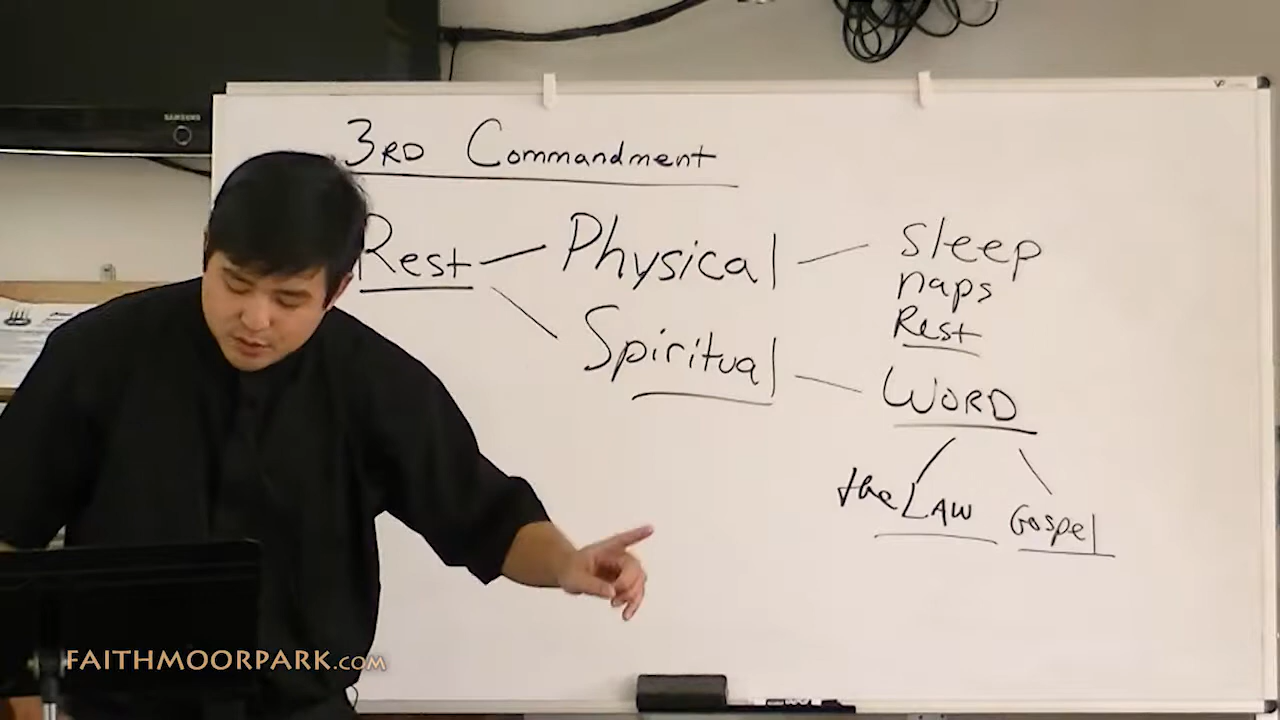 SAMSUNG
3RD Commandment
Rest — Physical — Sleep
naps
Rest
Spiritual — WORD
the LAW Gospel
FAITHMOORPARK.COM